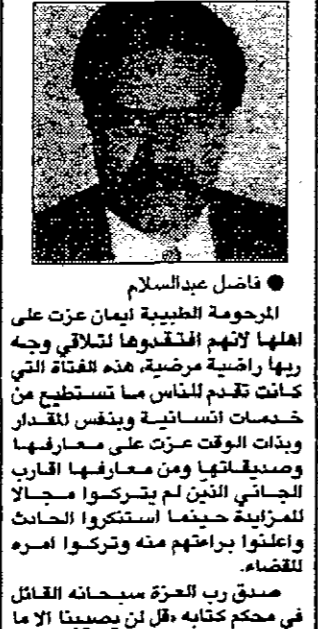 ● فاضل عبدالسلام
المرحومة الطبيبة ايمان عزت على
اهلها لانهم افتقدوها لتلاقي وجه
ربها راضية مرضية، هذه الفتاة التي
كانت تقدم للناس ما تستطيع من
خدمات انسانية وبنفس المقدار
وبذات الوقت عزت على معارفها
وصديقاتها ومن معارفها اقارب
الجاني الذين لم يتركوا مجالا
للمزايدة حينما استنكروا الحادث
واعلنوا براءتهم منه وتركوا امره
للقضاء.
صدق رب العزة سبحانه القائل
في محكم كتابه «قل لن يصيبنا الا ما